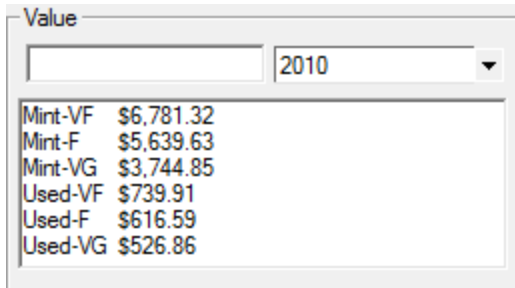 Value
2010
Mint-VF $6,781.32
Mint-F $5,639.63
Mint-VG $3,744.85
Used-VF $739.91
Used-F $616.59
Used-VG $526.86